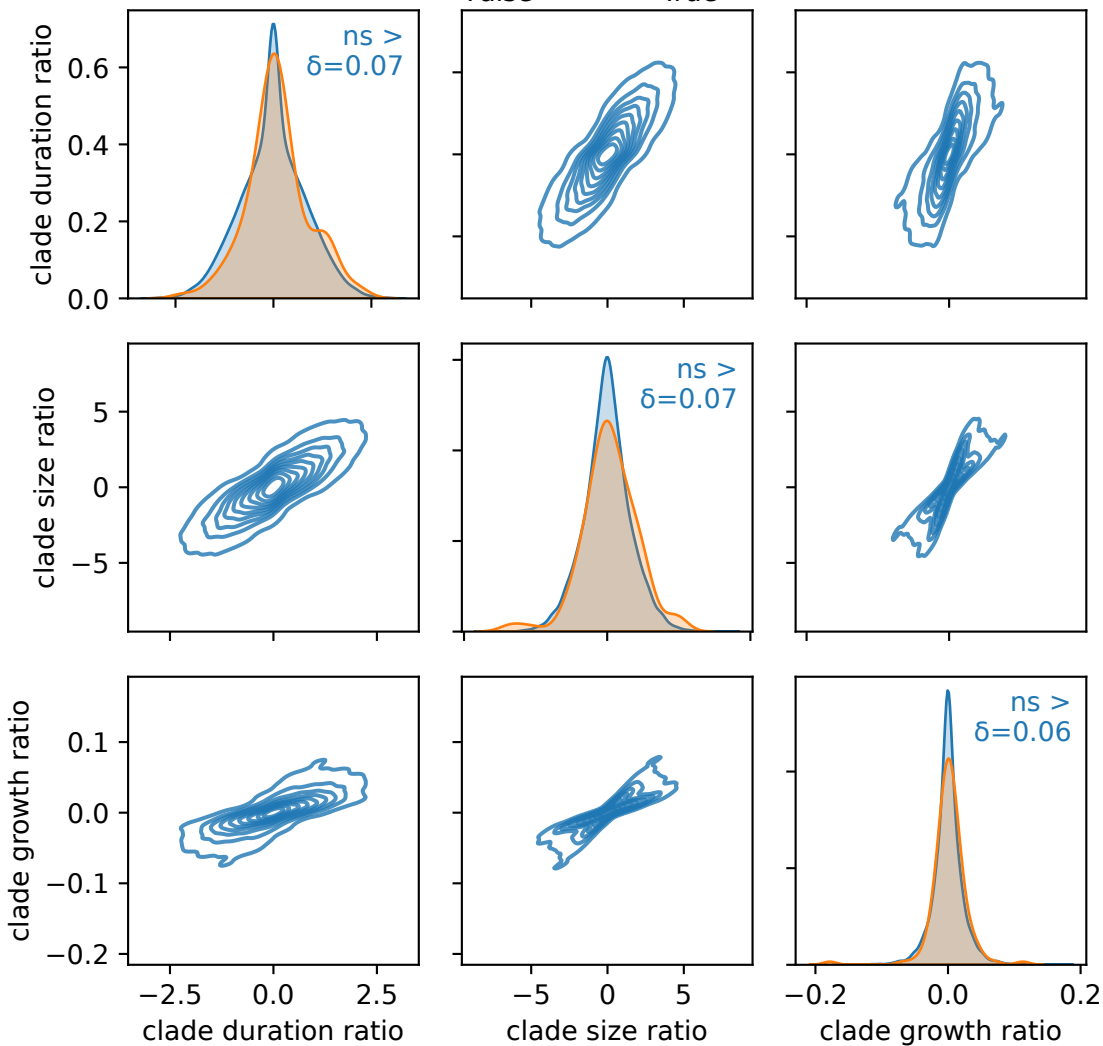 clade duration ratio
0.6
0.4
0.2
0.0
ns >
δ=0.07
clade size ratio
5
0
−5
ns >
δ=0.07
clade growth ratio
0.1
0.0
−0.1
−0.2
ns >
δ=0.06
−2.5
0.0
2.5
−5
0
5
−0.2
0.0
0.2
clade duration ratio
clade size ratio
clade growth ratio